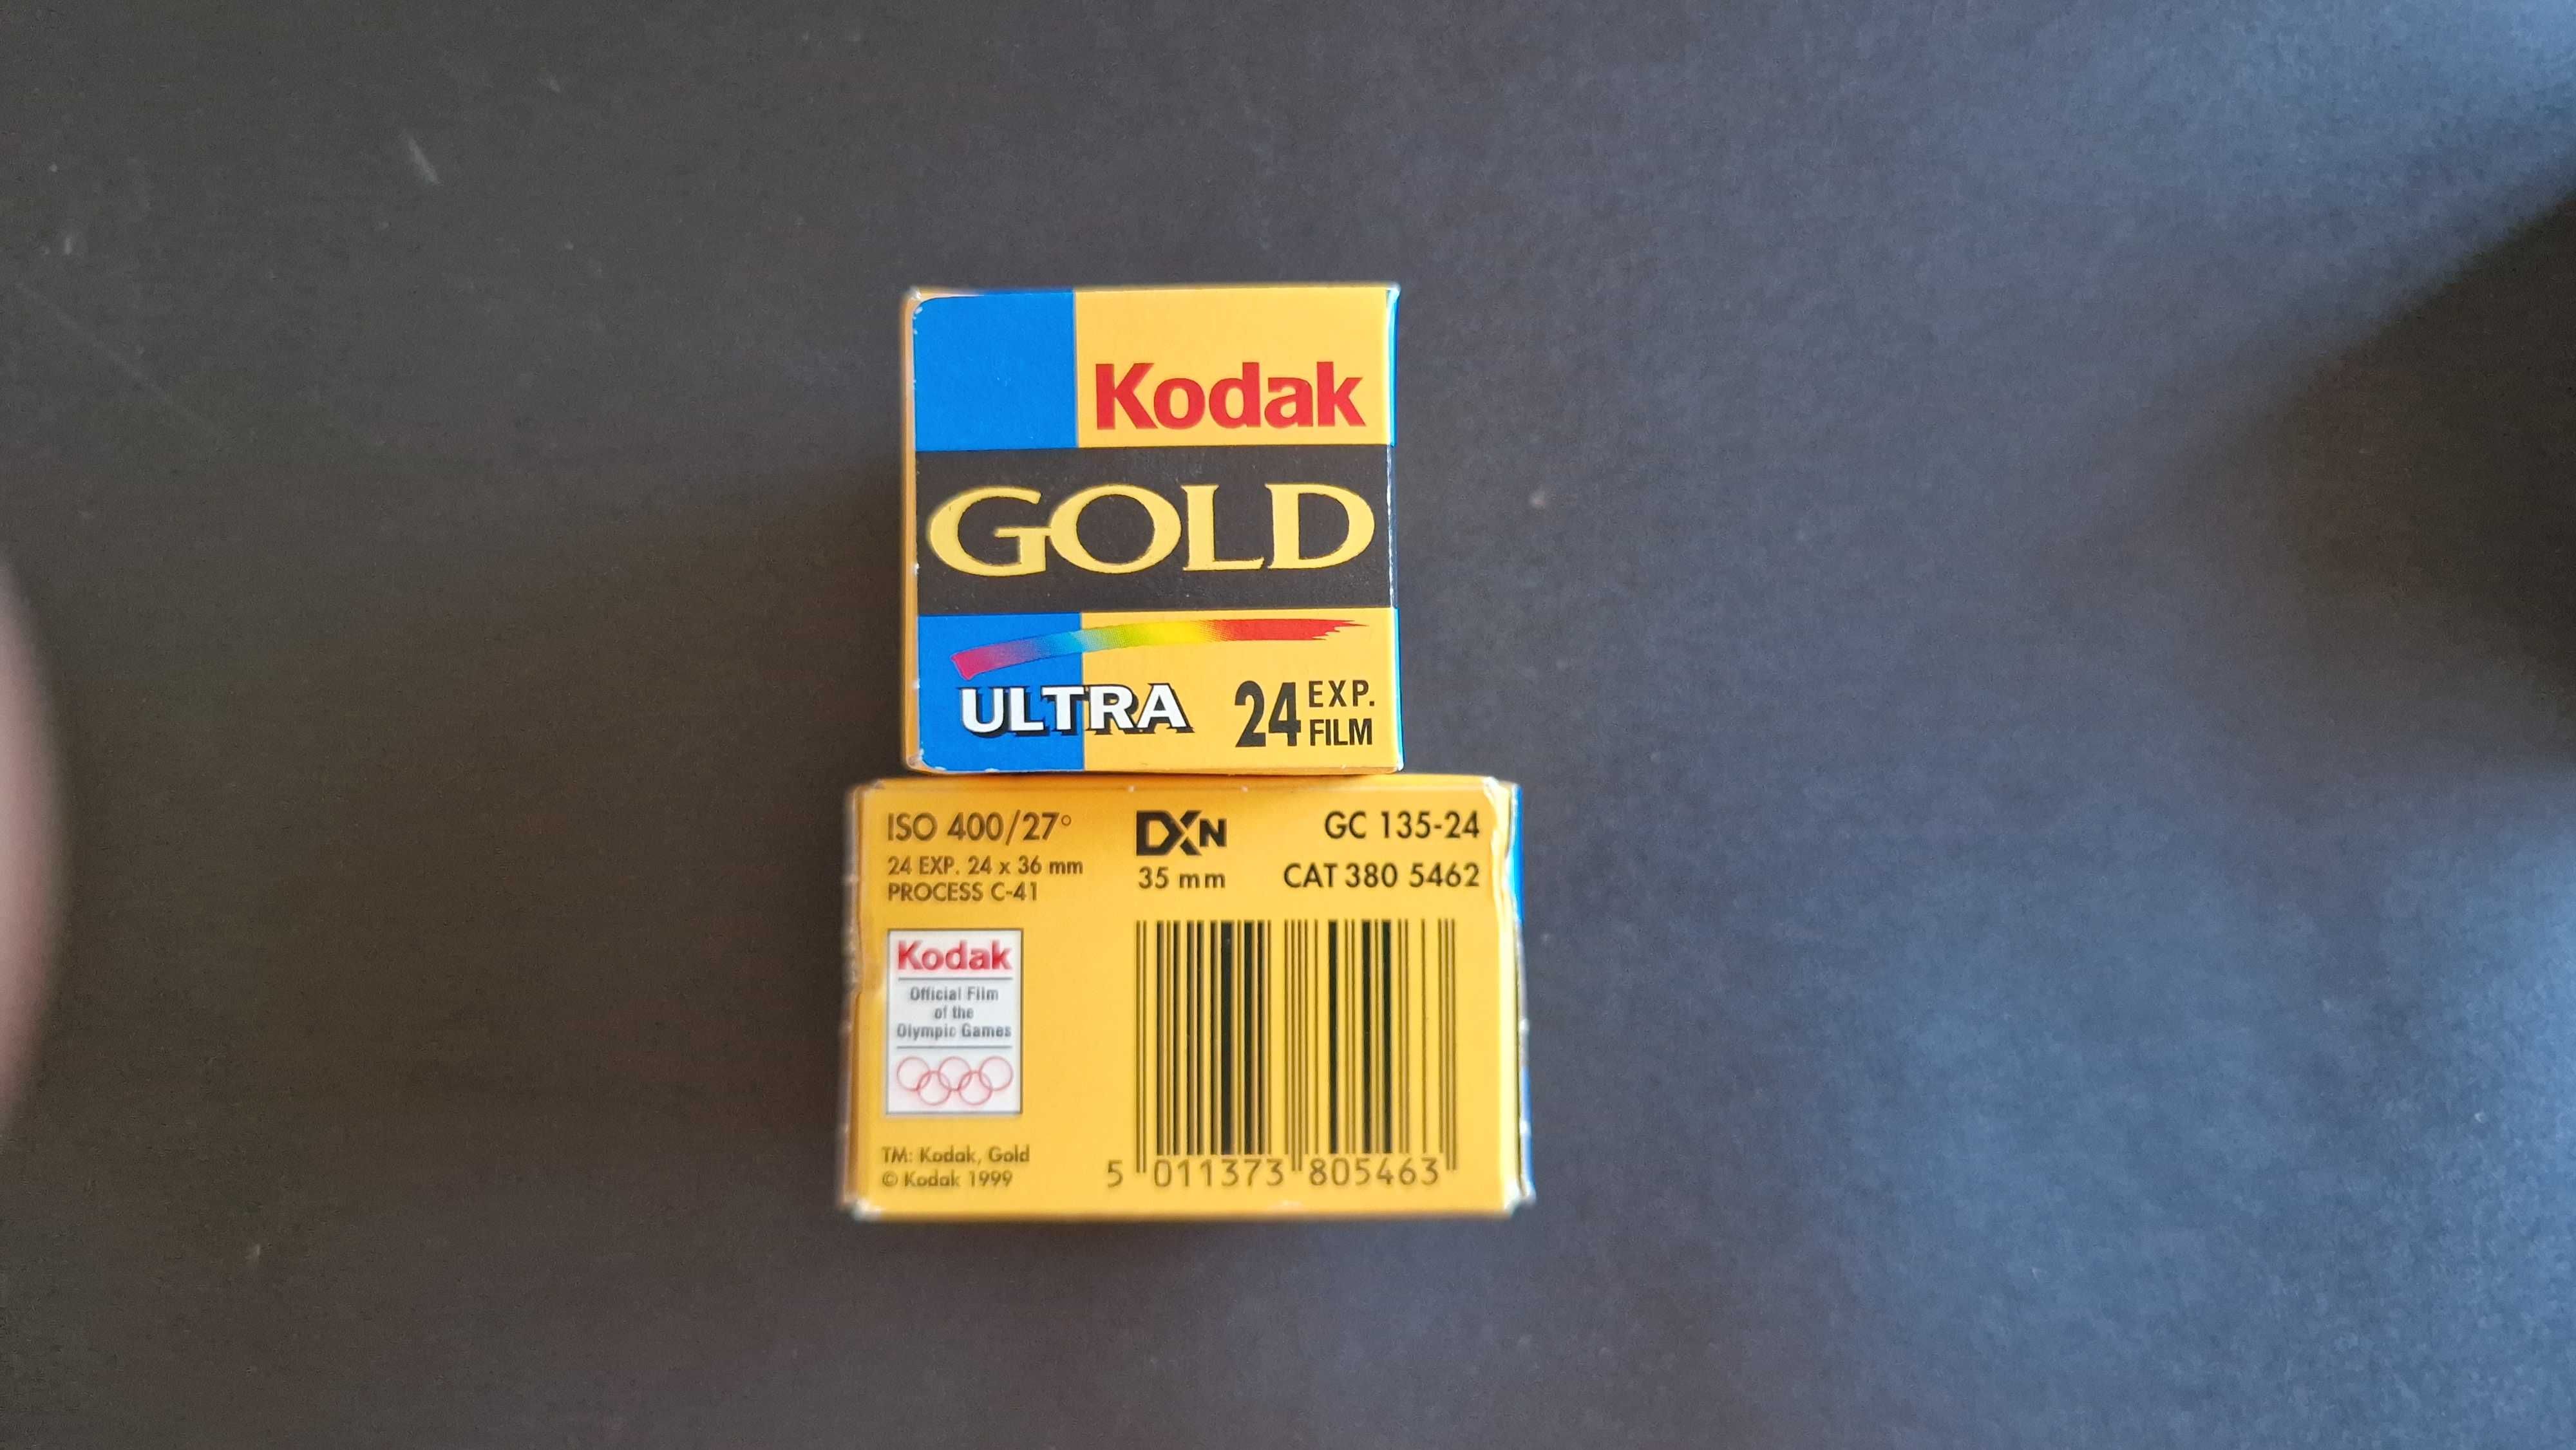 Kodak
GOLD
ULTRA 24 EXP. FILM
ISO 400/27° DXN GC 135-24
24 EXP. 24 x 36 mm 35 mm CAT 380 5462
PROCESS C-41
Kodak
Official Film
of the
Olympic Games
TM: Kodak, Gold
© Kodak 1999
5 011373 805463